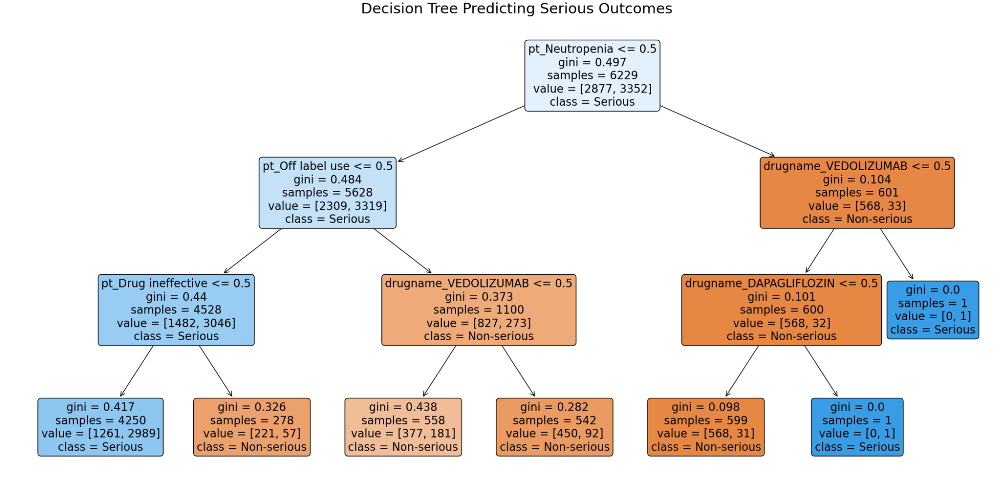 Decision Tree Predicting Serious Outcomes
pt_Neutropenia <= 0.5
gini = 0.497
samples = 6229
value = [2877, 3352]
class = Serious
pt_Off label use <= 0.5
gini = 0.484
samples = 5628
value = [2309, 3319]
class = Serious
drugname_VEDOLIZUMAB <= 0.5
gini = 0.104
samples = 601
value = [568, 33]
class = Non-serious
pt_Drug ineffective <= 0.5
gini = 0.44
samples = 4528
value = [1482, 3046]
class = Serious
drugname_VEDOLIZUMAB <= 0.5
gini = 0.373
samples = 1100
value = [827, 273]
class = Non-serious
drugname_DAPAGLIFLOZIN <= 0.5
gini = 0.101
samples = 600
value = [568, 32]
class = Non-serious
gini = 0.0
samples = 1
value = [0, 1]
class = Serious
gini = 0.417
samples = 4250
value = [1261, 2989]
class = Serious
gini = 0.326
samples = 278
value = [221, 57]
class = Non-serious
gini = 0.438
samples = 558
value = [377, 181]
class = Non-serious
gini = 0.282
samples = 542
value = [450, 92]
class = Non-serious
gini = 0.098
samples = 599
value = [568, 31]
class = Non-serious
gini = 0.0
samples = 1
value = [0, 1]
class = Serious